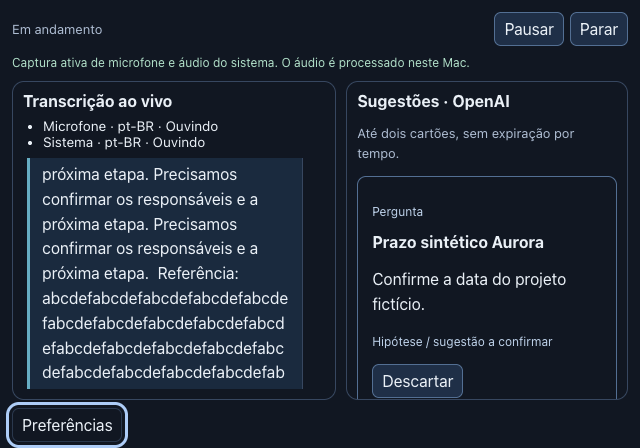 Em andamento
Pausar
Parar
Captura ativa de microfone e áudio do sistema. O áudio é processado neste Mac.
Transcrição ao vivo
• Microfone · pt-BR · Ouvindo
• Sistema · pt-BR · Ouvindo
próxima etapa. Precisamos
confirmar os responsáveis e a
próxima etapa. Precisamos
confirmar os responsáveis e a
próxima etapa.  Referência:
abcdefabcdefabcdefabcdefabcde
fabcdefabcdefabcdefabcdefabcd
efabcdefabcdefabcdefabcdefabc
defabcdefabcdefabcdefabcdefab
Sugestões · OpenAI
Até dois cartões, sem expiração por
tempo.
Pergunta
Prazo sintético Aurora
Confirme a data do projeto
fictício.
Hipótese / sugestão a confirmar
Descartar
Preferências